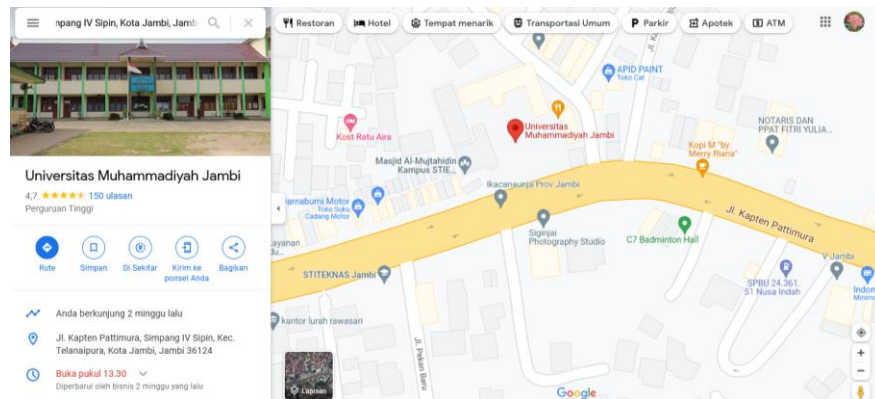 npang IV Sipin, Kota Jambi, Jamb
Restoran
Hotel
Tempat menarik
Transportasi Umum
P Parkir
Apotek
ATM
Universitas Muhammadiyah Jambi
4,7 150 ulasan
Perguruan Tinggi
Rute
Simpan
Di Sekitar
Kirim ke
ponsel Anda
Bagikan
Anda berkunjung 2 minggu lalu
Jl. Kapten Pattimura, Simpang IV Sipin, Kec.
Telanaipura, Kota Jambi, Jambi 36124
Buka pukul 13.30
Diperbarui oleh bisnis 2 minggu yang lalu
APID PAINT
Toko Cat
Kost Ratu Aira
Universitas
Muhammadiyah Jambi
NOTARIS DAN
PPAT FITRI YULIA...
Kopi M "by
Merry Riana"
Masjid Al-Mujtahidin
Kampus STIE...
Ikacanaunja Prov Jambi
arnabumi Motor
Toko Suku
Cadang Motor
Jl. Kapten Pattimura
ayanan
du...
Siginjai
Photography Studio
C7 Badminton Hall
V Jambi
STITEKNAS Jambi
SPBU 24.361.
51 Nusa Indah
Indon
Minima
kantor lurah rawasari
Jl. Pekan Baru
Lapisan
Google